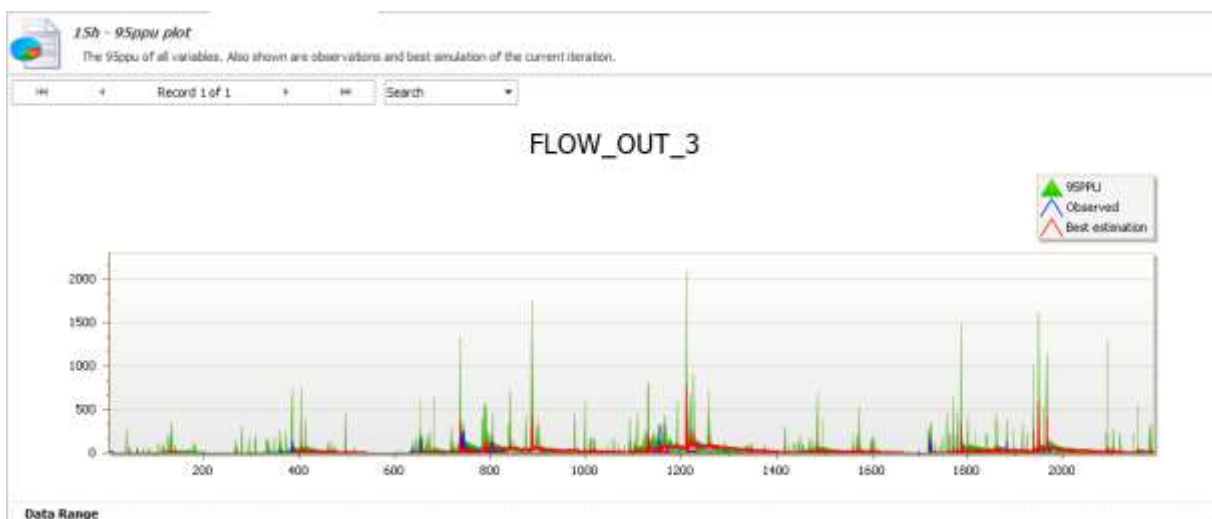 15h - 95ppu plot
The 95ppu of all variables. Also shown are observations and best simulation of the current iteration.
Record 1 of 1
Search
FLOW_OUT_3
95PPU
Observed
Best estimation
2000
1500
1000
500
0
200 400 600 800 1000 1200 1400 1600 1800 2000
Data Range